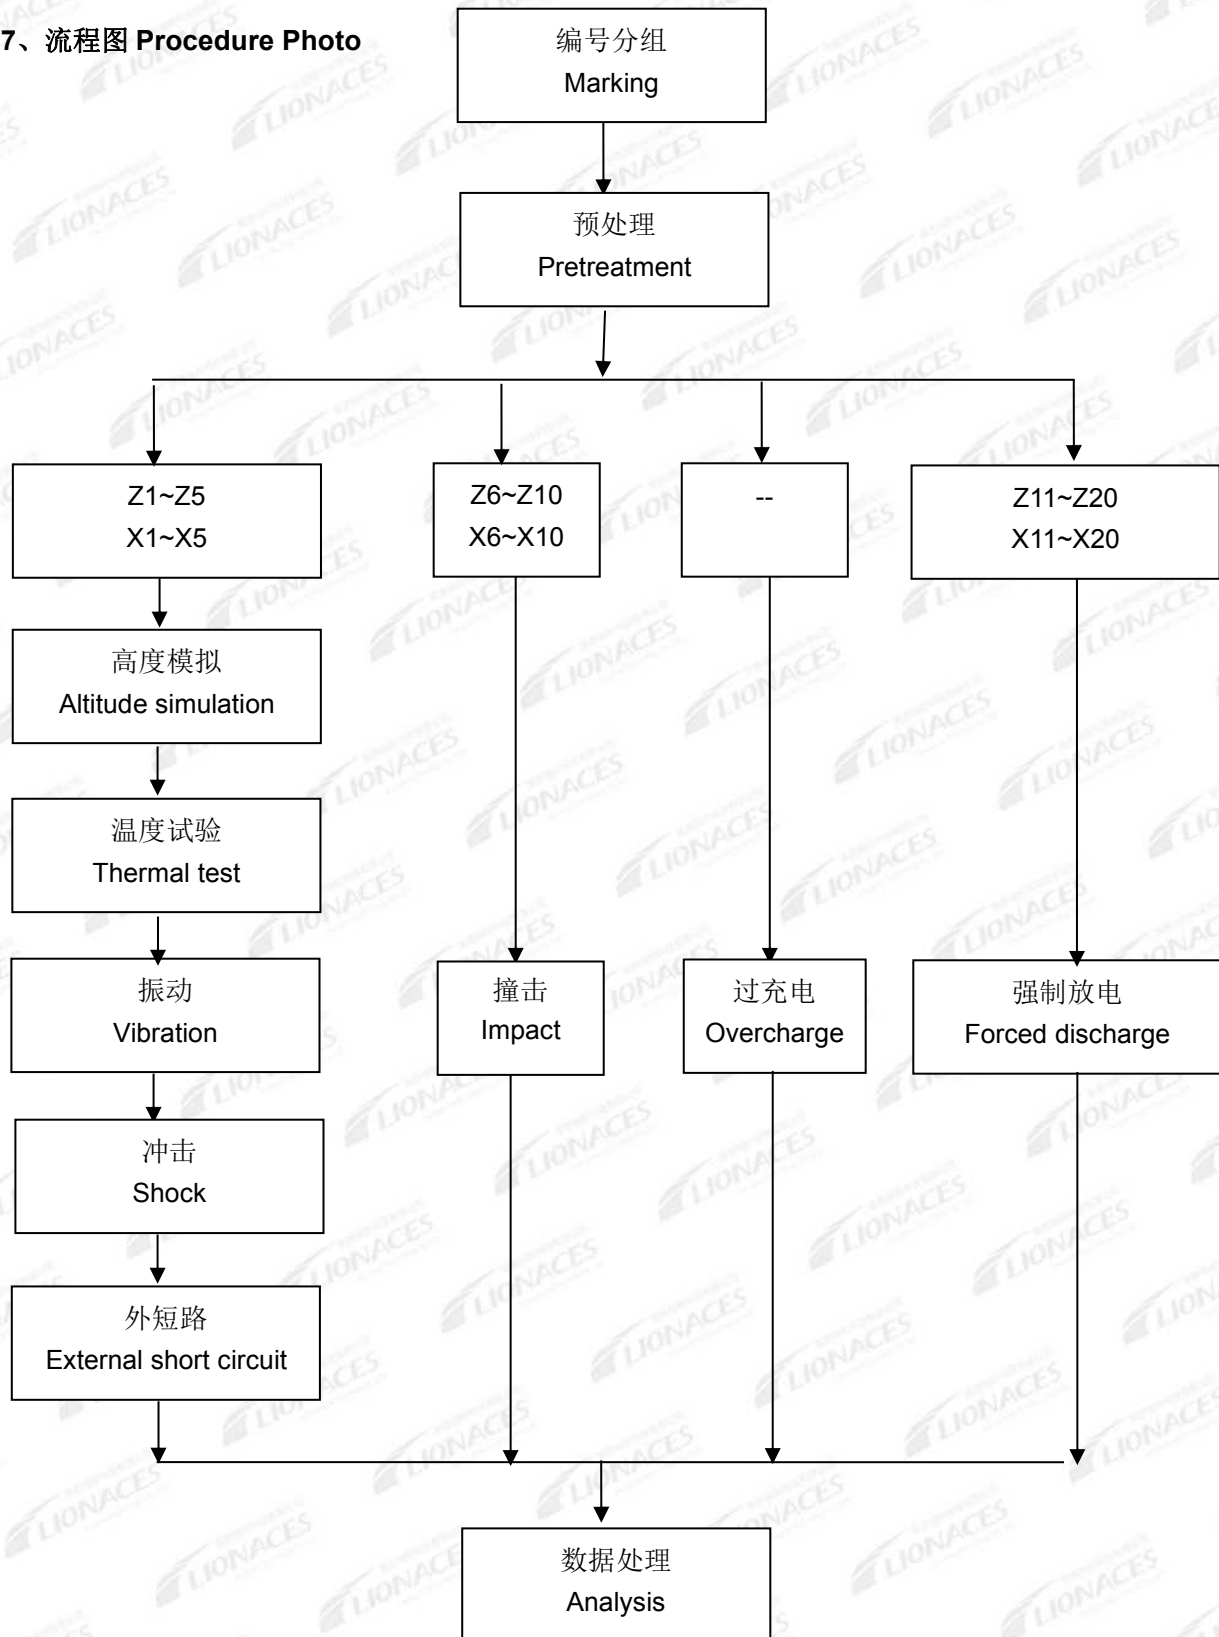 7、流程图 Procedure Photo
编号分组
Marking
预处理
Pretreatment
Z1~Z5
X1~X5
Z6~Z10
X6~X10
--
Z11~Z20
X11~X20
高度模拟
Altitude simulation
温度试验
Thermal test
振动
Vibration
撞击
Impact
过充电
Overcharge
强制放电
Forced discharge
冲击
Shock
外短路
External short circuit
数据处理
Analysis
LIONACES